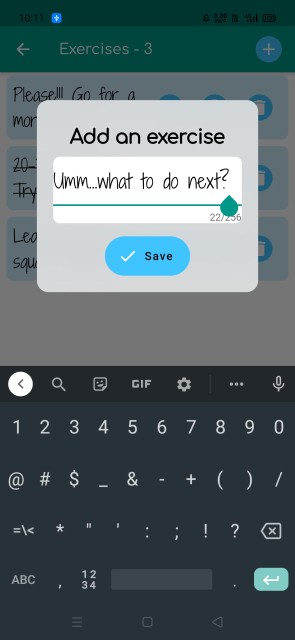 10:11
Exercises - 3
Please!!! Go for a
mor
20-
Try
Lea
squ
Add an exercise
Umm...what to do next?
22/256
Save
GIF
1 2 3 4 5 6 7 8 9 0
@ # $ _ & - + ( ) /
=\< * " ' : ; ! ?
ABC , 12 34 .